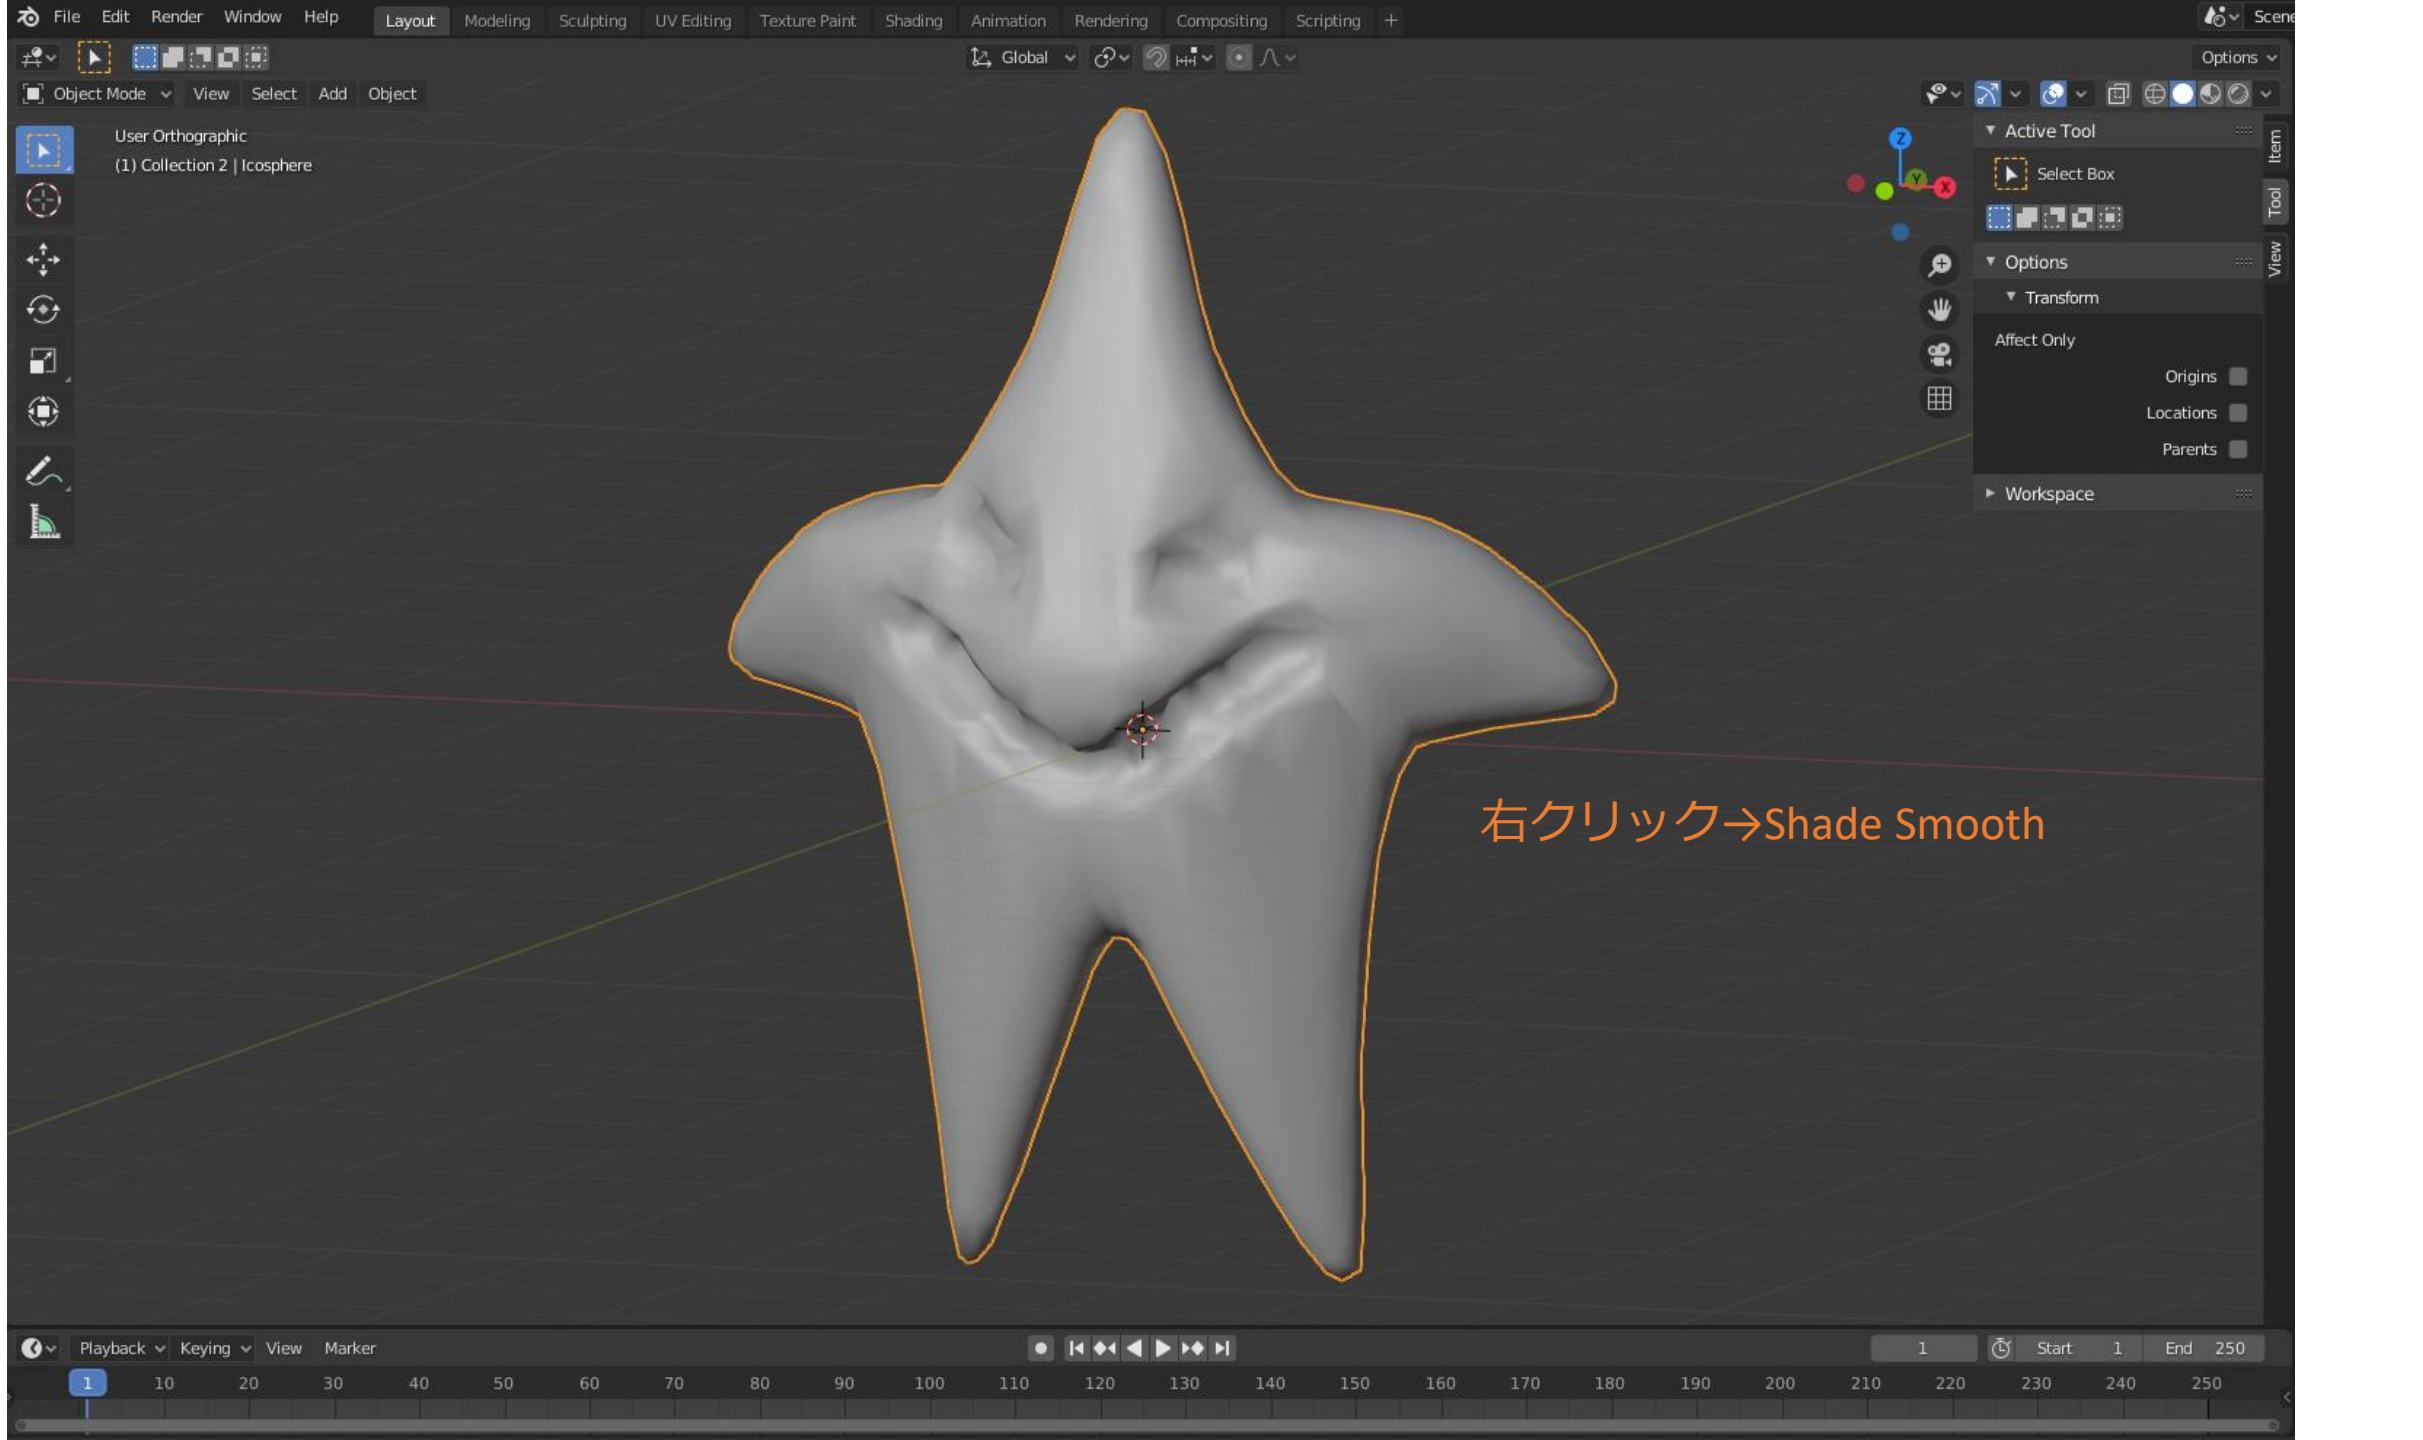 File Edit Render Window Help Layout Modeling Sculpting UV Editing Texture Paint Shading Animation Rendering Compositing Scripting + Scene
Global Options
Object Mode View Select Add Object
User Orthographic
(1) Collection 2 | Icosphere
Z
Y
X
Active Tool
Select Box
Options
Transform
Affect Only
Origins
Locations
Parents
Workspace
Item
Tool
View
右クリック→Shade Smooth
Playback Keying View Marker 1 Start 1 End 250
1 10 20 30 40 50 60 70 80 90 100 110 120 130 140 150 160 170 180 190 200 210 220 230 240 250